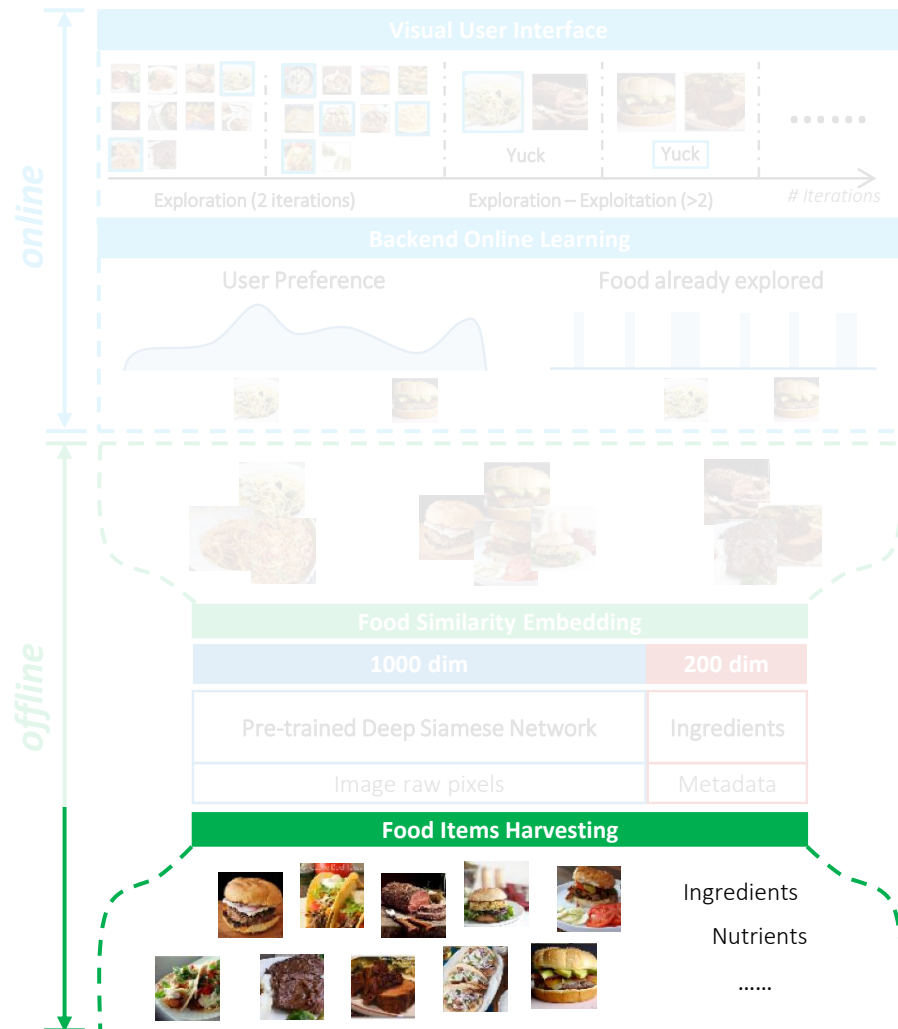 Visual User Interface
Yuck
Yuck
......
Exploration (2 iterations)
Exploration – Exploitation (>2)
# Iterations
online
Backend Online Learning
User Preference
Food already explored
offline
Food Similarity Embedding
1000 dim
200 dim
Pre-trained Deep Siamese Network
Ingredients
Image raw pixels
Metadata
Food Items Harvesting
Ingredients
Nutrients
......